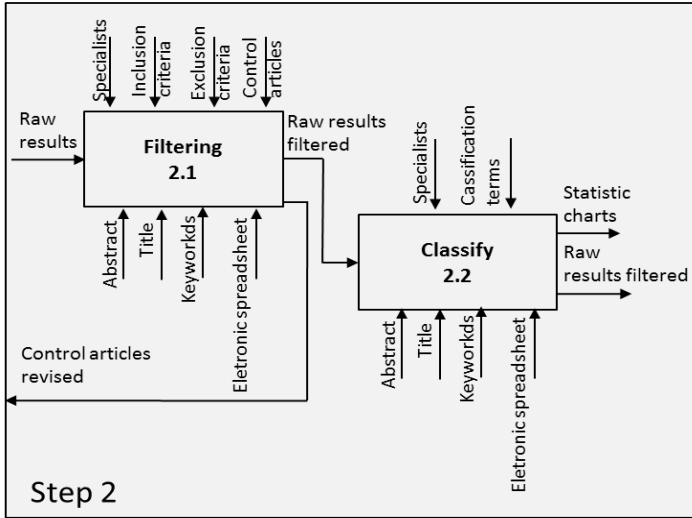 Specialists
Inclusion
criteria
Exclusion
criteria
Control
articles
Raw
results
Filtering
2.1
Raw results
filtered
Abstract
Title
Keyworkds
Eletronic spreadsheet
Specialists
Cassification
terms
Classify
2.2
Statistic
charts
Raw
results filtered
Abstract
Title
Keyworkds
Eletronic spreadsheet
Control articles
revised
Step 2